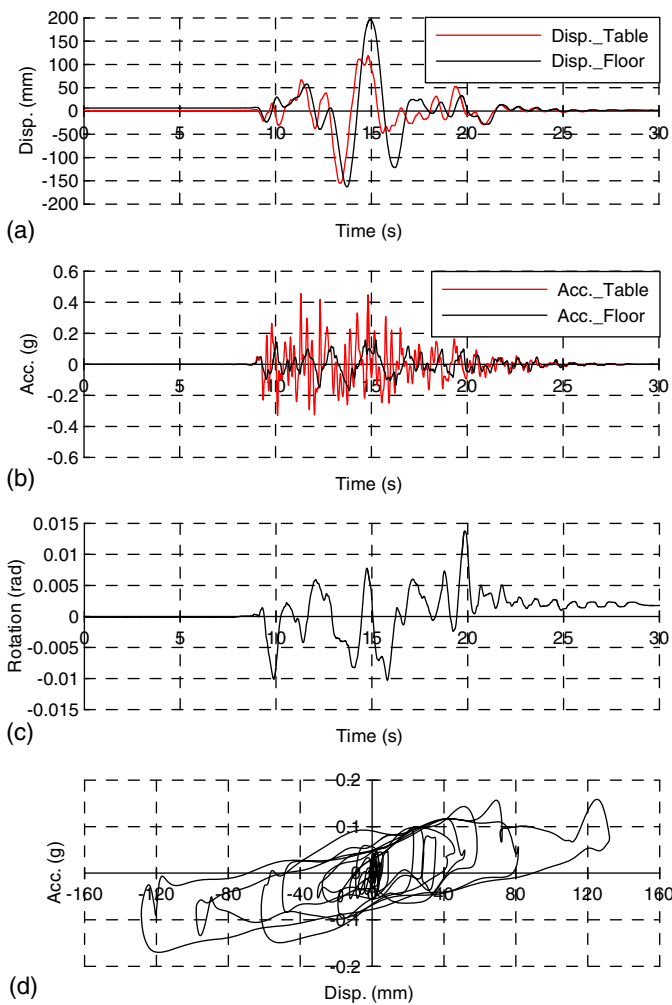 200
150
100
50
0
-50
-100
-150
200
Disp. (mm)
0 5 10 15 20 25 30
Disp._Table
Disp._Floor
Time (s)
(a)
0.6
0.4
0.2
0
-0.2
-0.4
-0.6
Acc. (g)
0 5 10 15 20 25 30
Acc._Table
Acc._Floor
Time (s)
(b)
0.015
0.01
0.005
0
-0.005
-0.01
-0.015
Rotation (rad)
0 5 10 15 20 25 30
Time (s)
(c)
0.2
0.1
0
-0.1
-0.2
Acc. (g)
-160 -120 -80 -40 0 40 80 120 160
Disp. (mm)
(d)